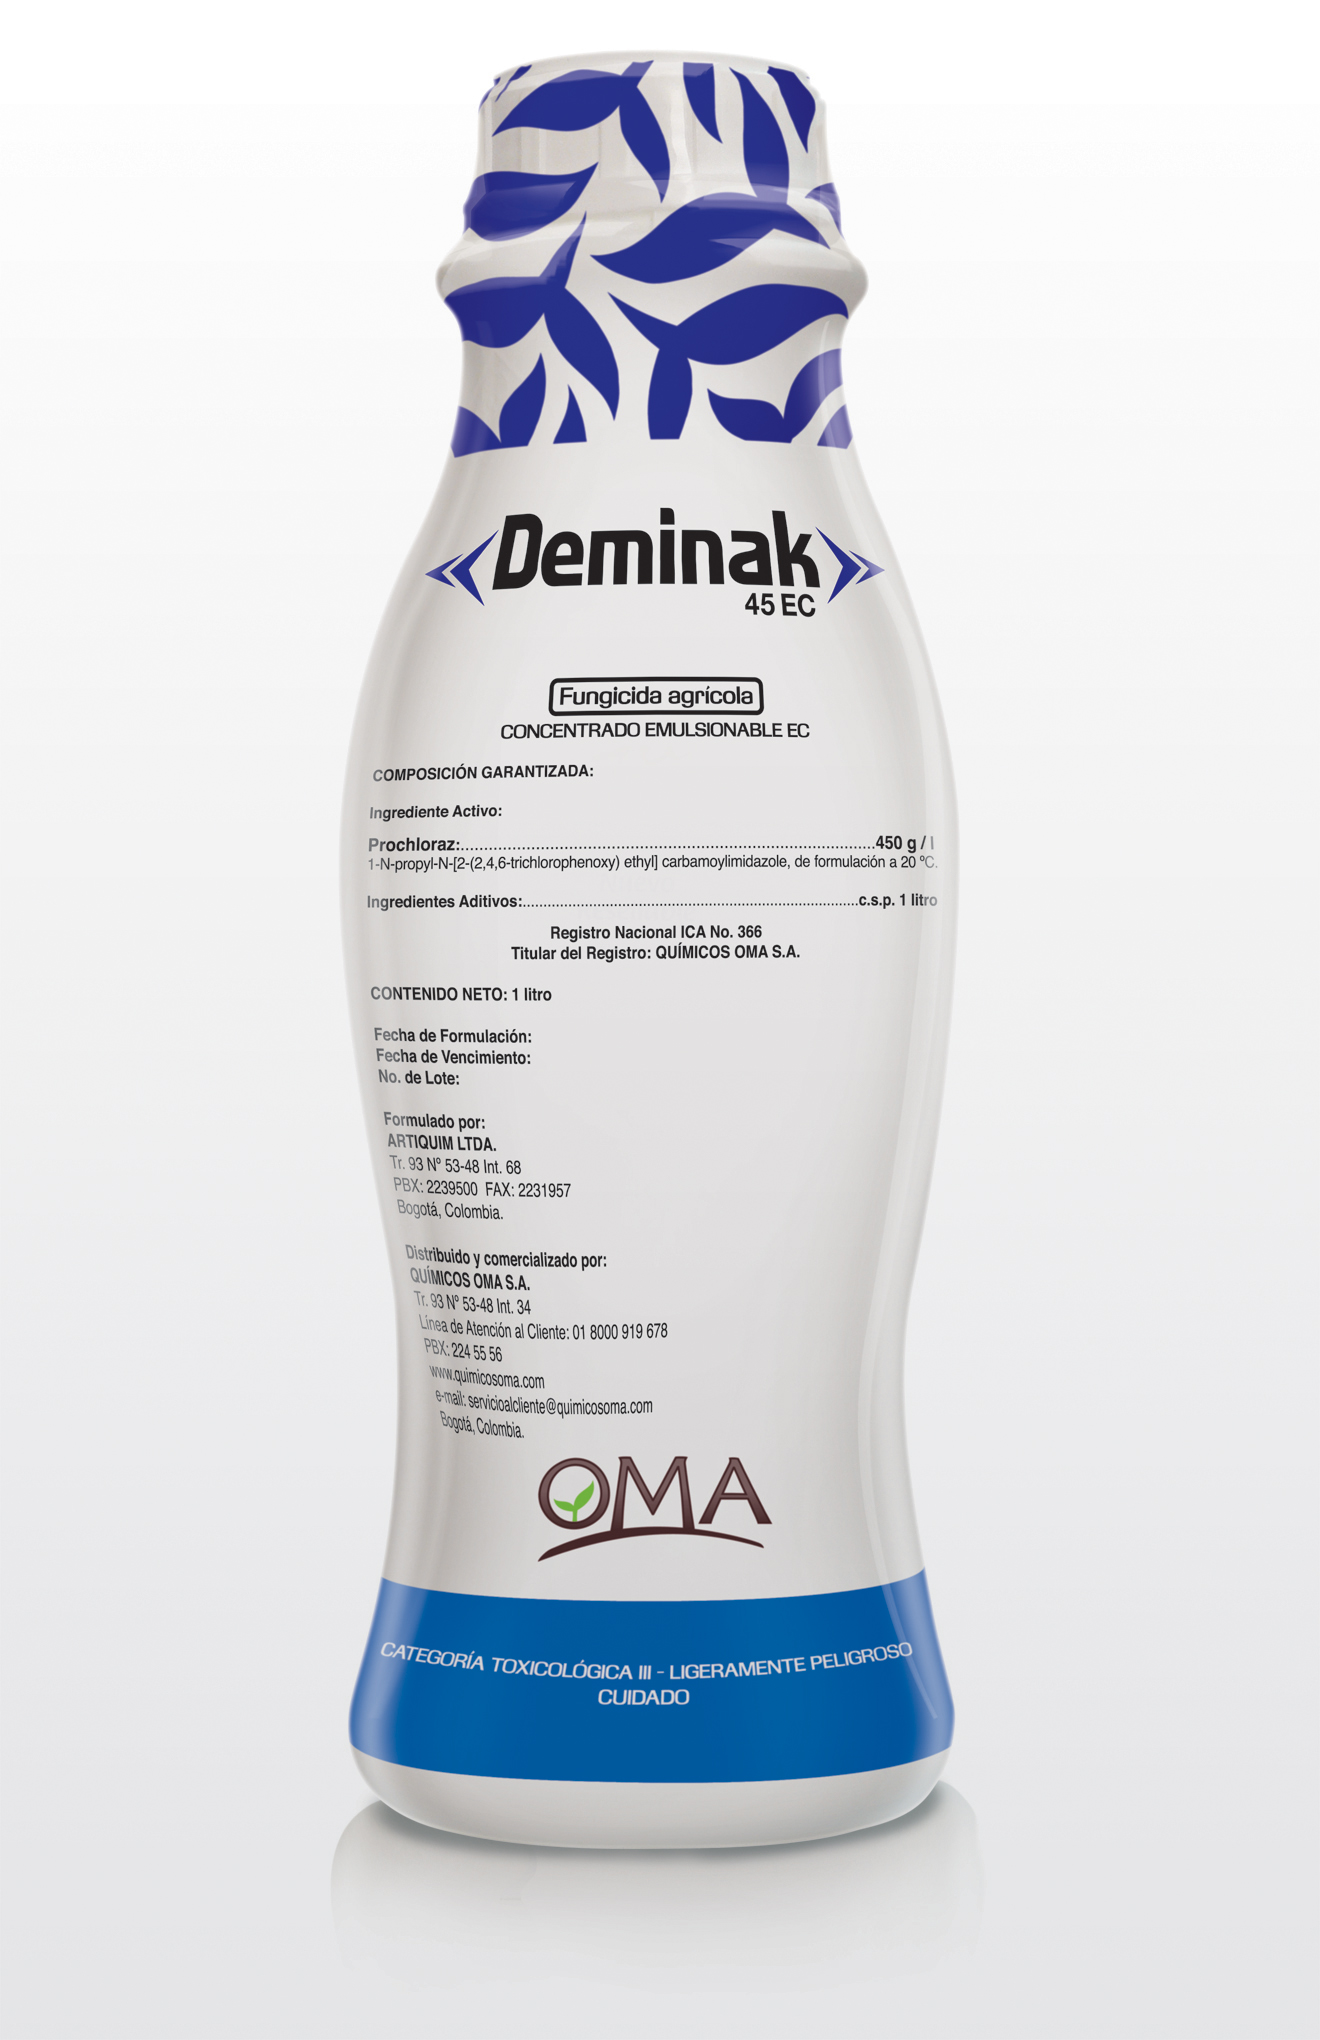 Deminak
45 EC
Fungicida agrícola
CONCENTRADO EMULSIONABLE EC
COMPOSICIÓN GARANTIZADA:
Ingrediente Activo:
Prochloraz:..........................................................................................450 g / l
1-N-propyl-N-[2-(2,4,6-trichlorophenoxy) ethyl] carbamoylimidazole, de formulación a 20 ºC.
Ingredientes Aditivos:....................................................................................c.s.p. 1 litro
Registro Nacional ICA No. 366
Titular del Registro: QUÍMICOS OMA S.A.
CONTENIDO NETO: 1 litro
Fecha de Formulación:
Fecha de Vencimiento:
No. de Lote:
Formulado por:
ARTIQUIM LTDA.
Tr. 93 Nº 53-48 Int. 68
PBX: 2239500 FAX: 2231957
Bogotá, Colombia.
Distribuido y comercializado por:
QUÍMICOS OMA S.A.
Tr. 93 Nº 53-48 Int. 34
Línea de Atención al Cliente: 01 8000 919 678
PBX: 224 55 56
www.quimicosoma.com
e-mail: servicioalcliente@quimicosoma.com
Bogotá, Colombia.
OMA
CATEGORÍA TOXICOLÓGICA III - LIGERAMENTE PELIGROSO
CUIDADO